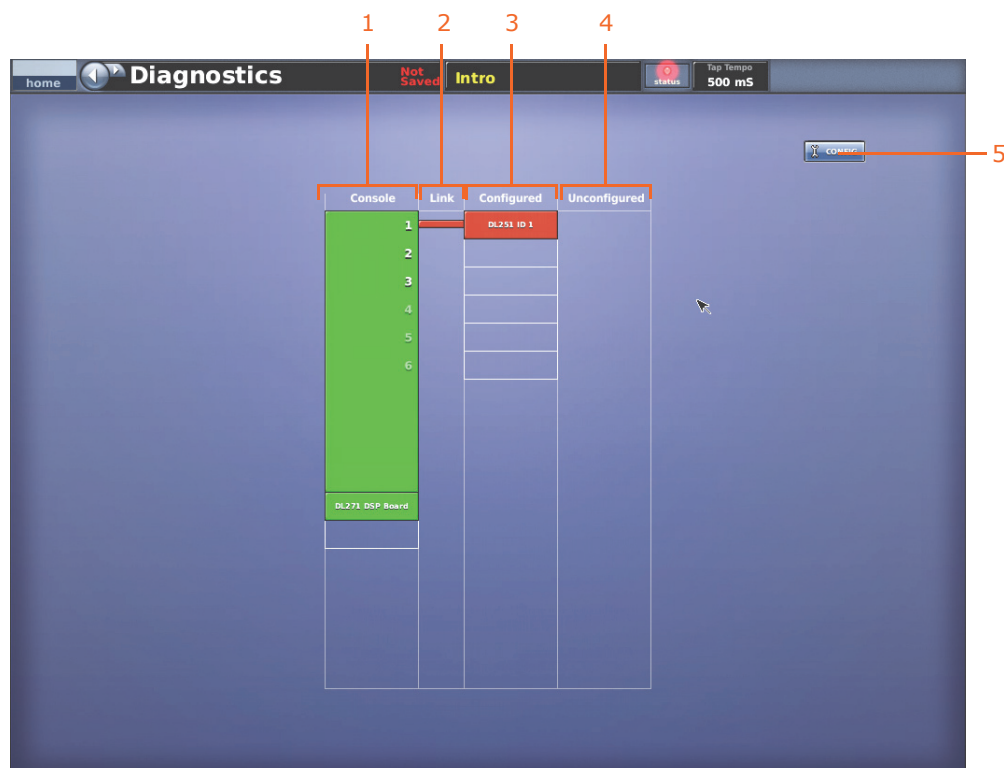 1 2 3 4
home Diagnostics Not Saved Intro status Tap Tempo 500 mS
CONFIG 5
Console Link Configured Unconfigured
1 DL251 ID 1
2
3
4
5
6
DL271 DSP Board